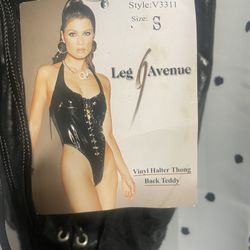 Style:V3311
Size: S
Leg Avenue
Vinyl Halter Thong
Back Teddy